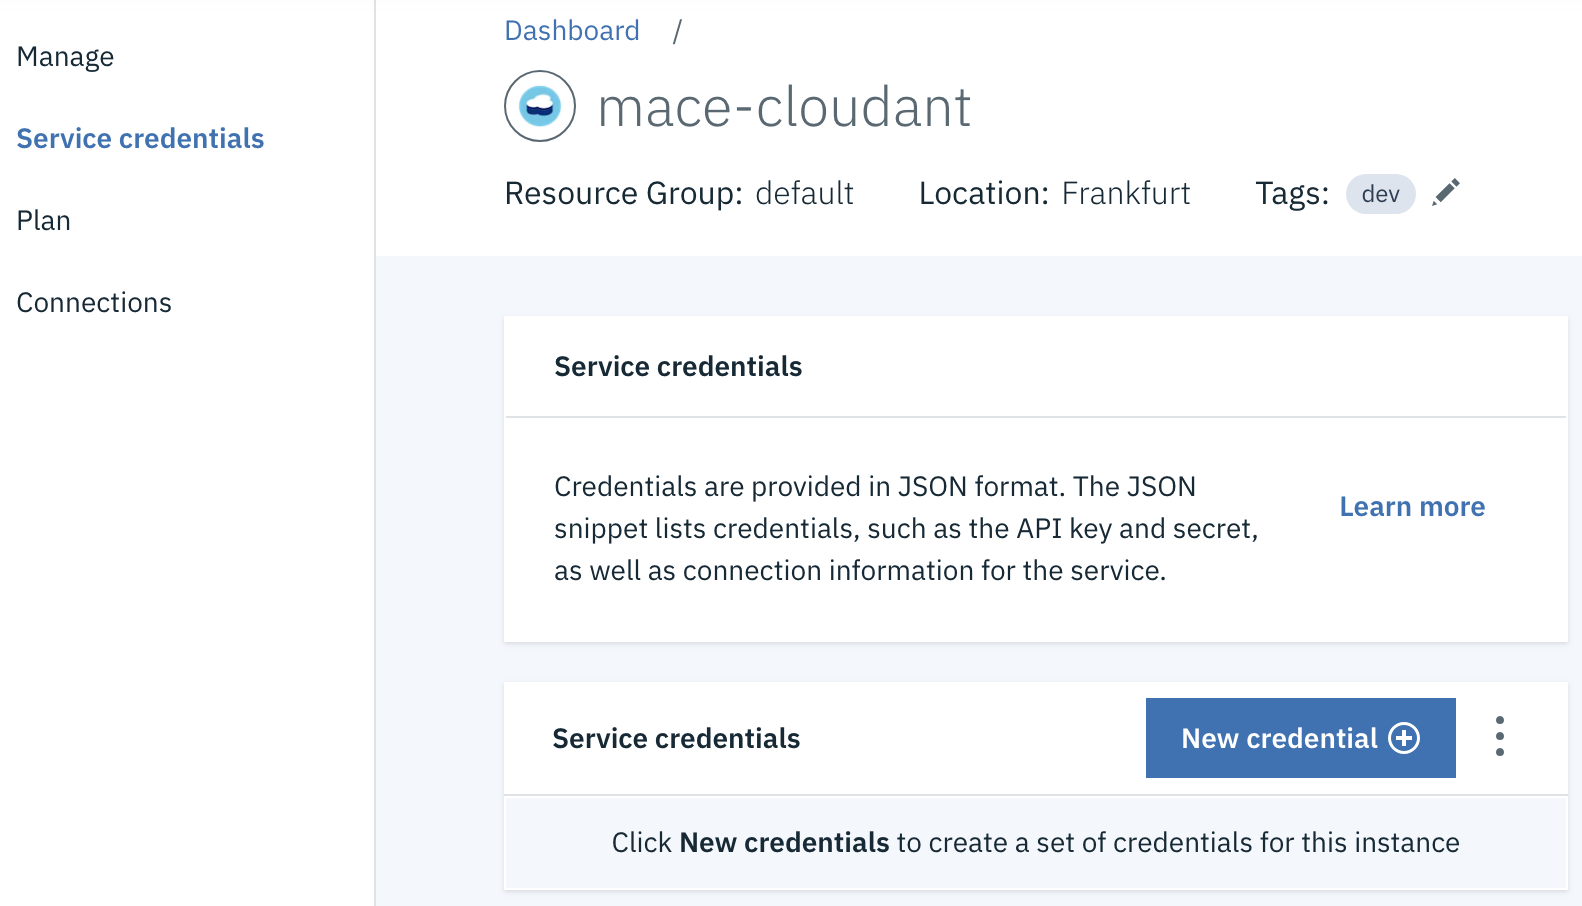 Manage
Service credentials
Plan
Connections
Dashboard /
mace-cloudant
Resource Group: default Location: Frankfurt Tags: dev
Service credentials
Credentials are provided in JSON format. The JSON
snippet lists credentials, such as the API key and secret,
as well as connection information for the service.
Learn more
Service credentials
New credential
Click New credentials to create a set of credentials for this instance